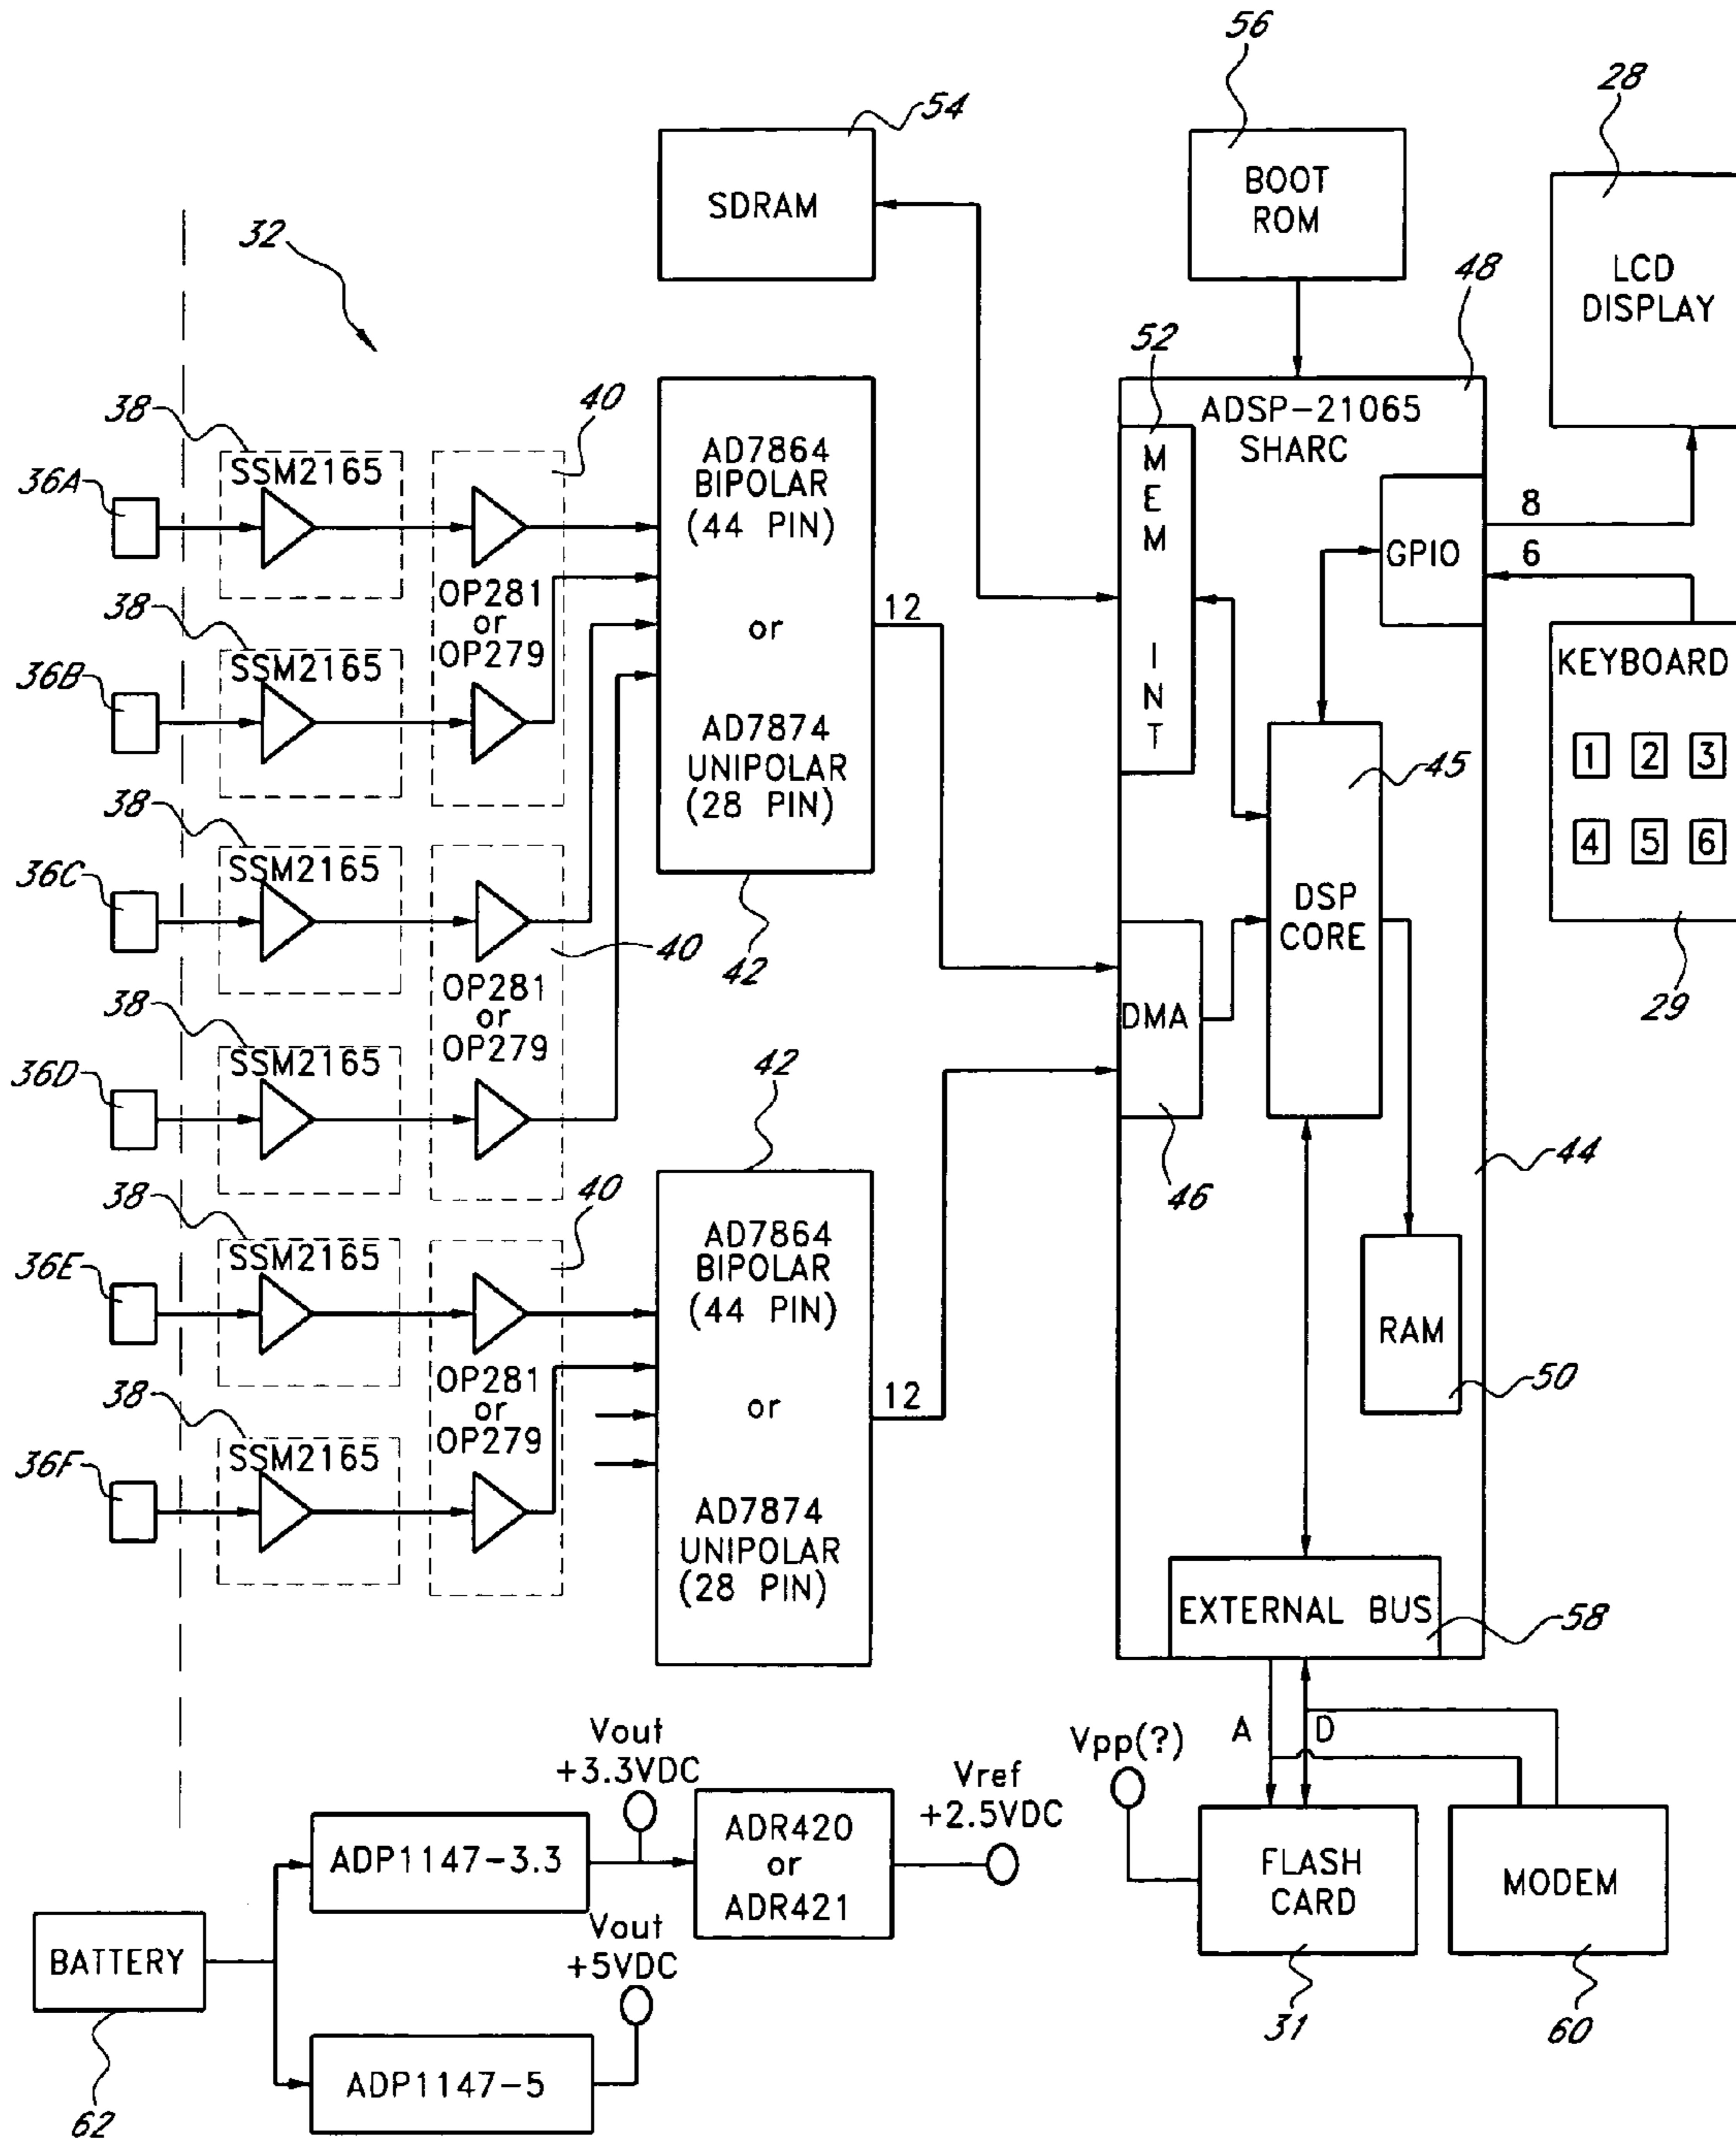 56
28
54
BOOT
ROM
SDRAM
32
48
LCD
DISPLAY
52
ADSP-21065
SHARC
38
40
SSM2165
AD7864
BIPOLAR
(44 PIN)
MEM INT
36A
8
GPIO
6
OP281
or
OP279
or
12
38
SSM2165
KEYBOARD
36B
AD7874
UNIPOLAR
(28 PIN)
1 2 3
45
4 5 6
38
SSM2165
36C
DSP
CORE
40
42
29
38
OP281
or
OP279
DMA
SSM2165
36D
42
44
46
38
40
SSM2165
AD7864
BIPOLAR
(44 PIN)
36E
RAM
50
OP281
or
OP279
or
12
38
SSM2165
36F
AD7874
UNIPOLAR
(28 PIN)
EXTERNAL BUS
58
A
D
Vpp(?)
Vout
+3.3VDC
Vref
+2.5VDC
ADP1147-3.3
ADR420
or
ADR421
FLASH
CARD
MODEM
Vout
+5VDC
BATTERY
31
60
ADP1147-5
62